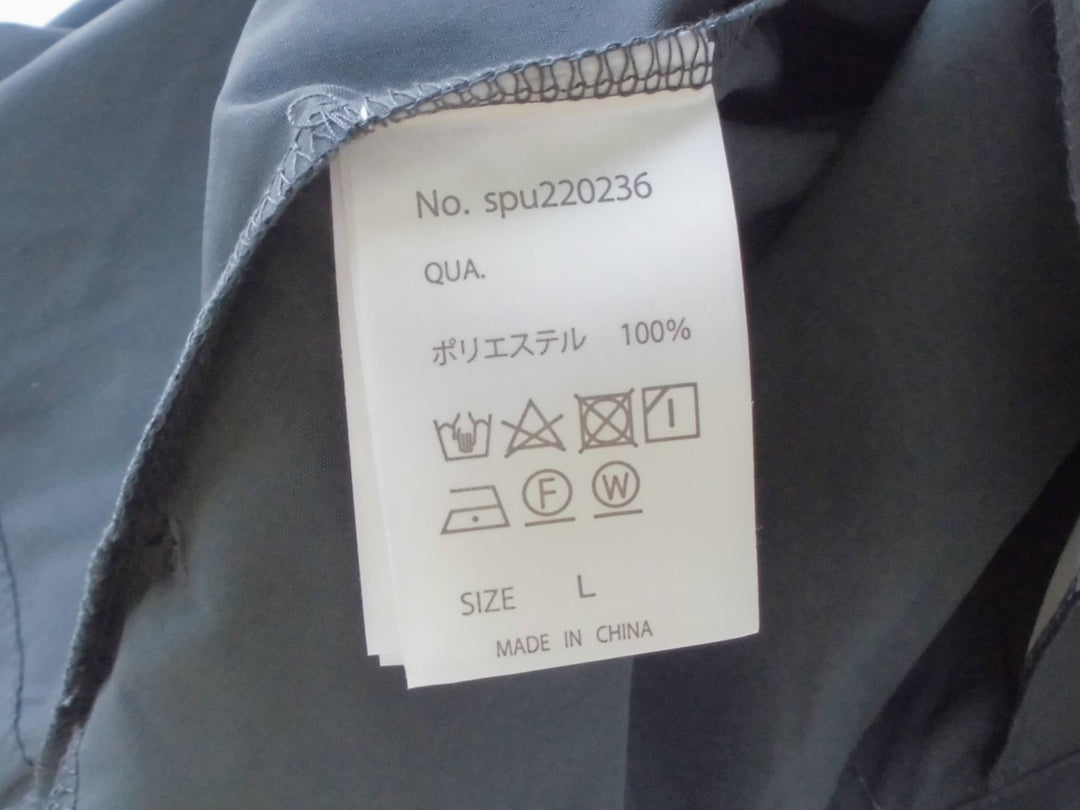 No. spu220236
QUA.
ポリエステル 100%
F W
SIZE L
MADE IN CHINA